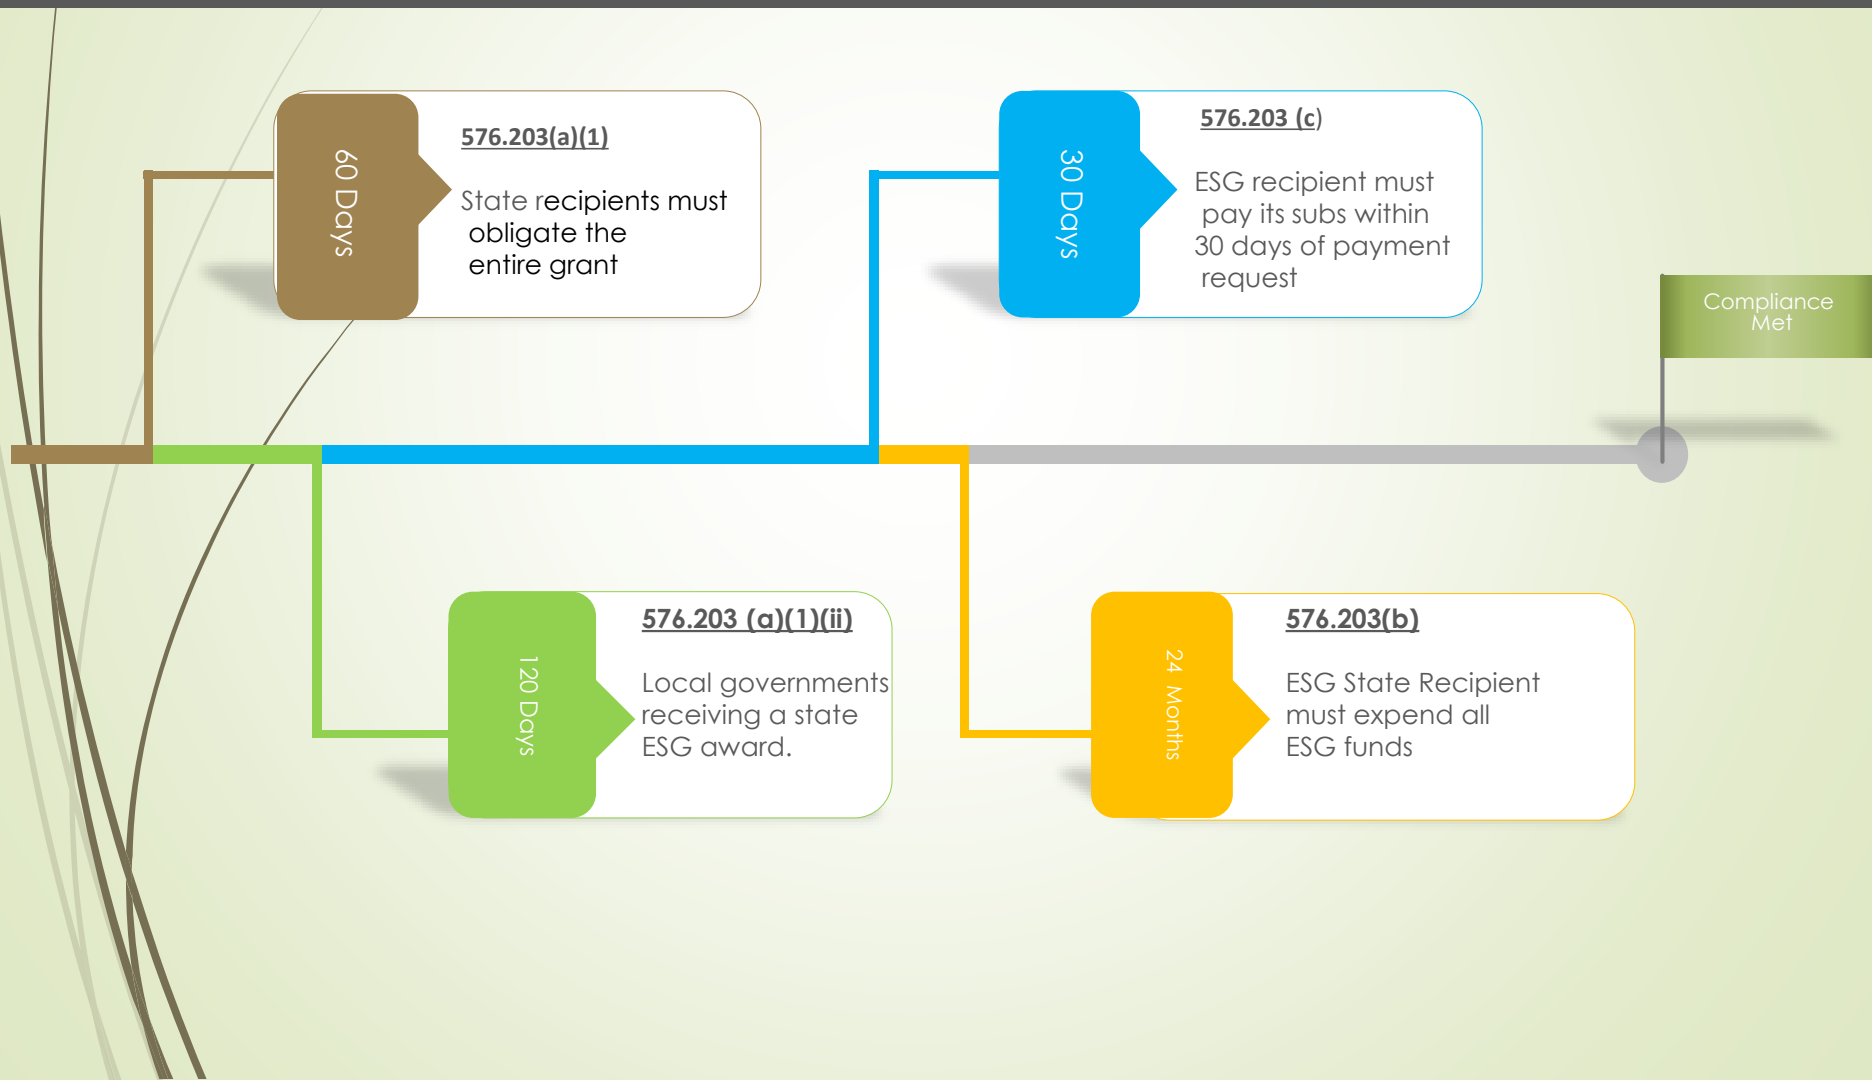 60 Days
576.203(a)(1)
State recipients must
obligate the
entire grant
30 Days
576.203 (c)
ESG recipient must
pay its subs within
30 days of payment
request
Compliance
Met
120 Days
576.203 (a)(1)(ii)
Local governments
receiving a state
ESG award.
24 Months
576.203(b)
ESG State Recipient
must expend all
ESG funds